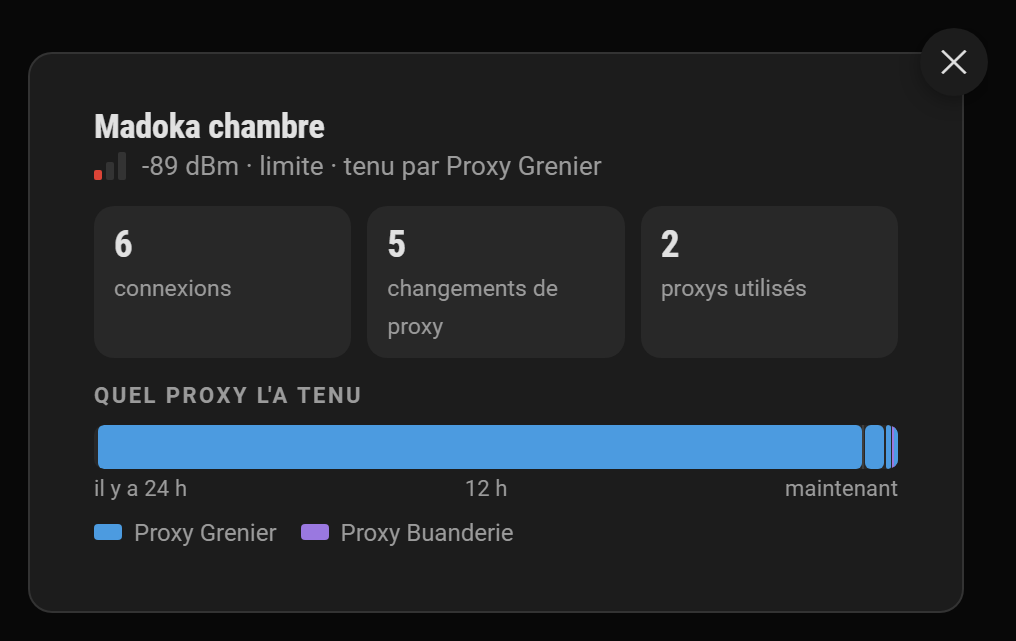 Madoka chambre
-89 dBm · limite · tenu par Proxy Grenier
6
connexions
5
changements de
proxy
2
proxys utilisés
QUEL PROXY L'A TENU
il y a 24 h
12 h
maintenant
Proxy Grenier
Proxy Buanderie